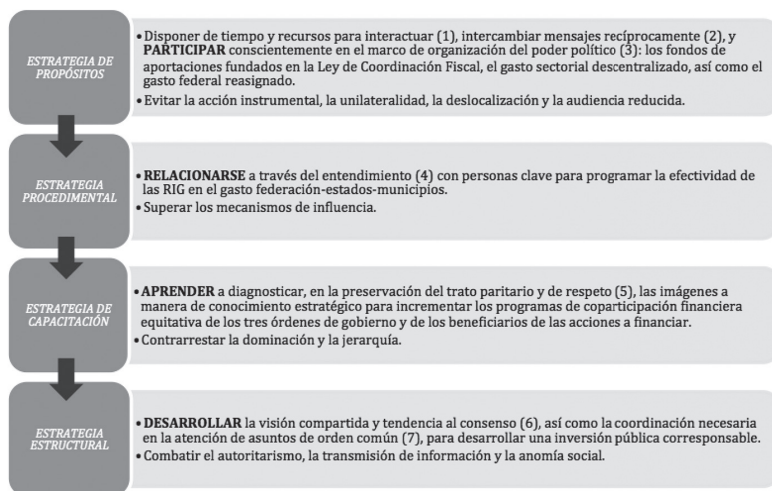 ESTRATEGIA DE
PROPÓSITOS
• Disponer de tiempo y recursos para interactuar (1), intercambiar mensajes recíprocamente (2), y
PARTICIPAR conscientemente en el marco de organización del poder político (3): los fondos de
aportaciones fundados en la Ley de Coordinación Fiscal, el gasto sectorial descentralizado, así como el
gasto federal reasignado.
• Evitar la acción instrumental, la unilateralidad, la deslocalización y la audiencia reducida.
ESTRATEGIA
PROCEDIMENTAL
• RELACIONARSE a través del entendimiento (4) con personas clave para programar la efectividad de
las RIG en el gasto federación-estados-municipios.
• Superar los mecanismos de influencia.
ESTRATEGIA DE
CAPACITACIÓN
• APRENDER a diagnosticar, en la preservación del trato paritario y de respeto (5), las imágenes a
manera de conocimiento estratégico para incrementar los programas de coparticipación financiera
equitativa de los tres órdenes de gobierno y de los beneficiarios de las acciones a financiar.
• Contrarrestar la dominación y la jerarquía.
ESTRATEGIA
ESTRUCTURAL
• DESARROLLAR la visión compartida y tendencia al consenso (6), así como la coordinación necesaria
en la atención de asuntos de orden común (7), para desarrollar una inversión pública corresponsable.
• Combatir el autoritarismo, la transmisión de información y la anomía social.